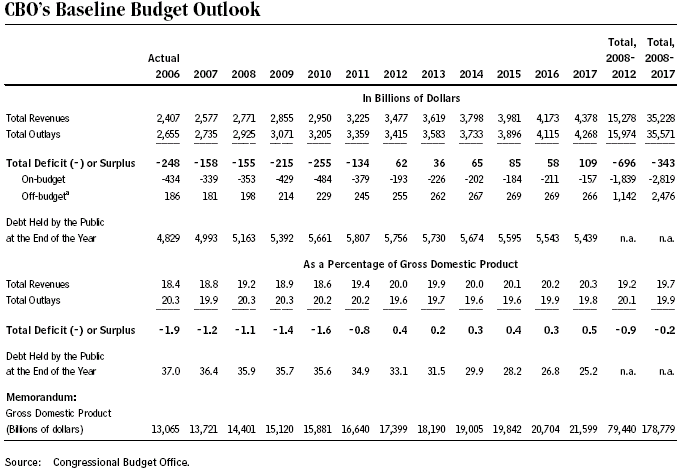 CBO's Baseline Budget Outlook
Total, Total,
Actual 2008- 2008-
2006 2007 2008 2009 2010 2011 2012 2013 2014 2015 2016 2017 2012 2017
In Billions of Dollars
Total Revenues 2,407 2,577 2,771 2,855 2,950 3,225 3,477 3,619 3,798 3,981 4,173 4,378 15,278 35,228
Total Outlays 2,655 2,735 2,925 3,071 3,205 3,359 3,415 3,583 3,733 3,896 4,115 4,268 15,974 35,571
Total Deficit (-) or Surplus -248 -158 -155 -215 -255 -134 62 36 65 85 58 109 -696 -343
On-budget -434 -339 -353 -429 -484 -379 -193 -226 -202 -184 -211 -157 -1,839 -2,819
Off-budgetᵃ 186 181 198 214 229 245 255 262 267 269 269 266 1,142 2,476
Debt Held by the Public
at the End of the Year 4,829 4,993 5,163 5,392 5,661 5,807 5,756 5,730 5,674 5,595 5,543 5,439 n.a. n.a.
As a Percentage of Gross Domestic Product
Total Revenues 18.4 18.8 19.2 18.9 18.6 19.4 20.0 19.9 20.0 20.1 20.2 20.3 19.2 19.7
Total Outlays 20.3 19.9 20.3 20.3 20.2 20.2 19.6 19.7 19.6 19.6 19.9 19.8 20.1 19.9
Total Deficit (-) or Surplus -1.9 -1.2 -1.1 -1.4 -1.6 -0.8 0.4 0.2 0.3 0.4 0.3 0.5 -0.9 -0.2
Debt Held by the Public
at the End of the Year 37.0 36.4 35.9 35.7 35.6 34.9 33.1 31.5 29.9 28.2 26.8 25.2 n.a. n.a.
Memorandum:
Gross Domestic Product
(Billions of dollars) 13,065 13,721 14,401 15,120 15,881 16,640 17,399 18,190 19,005 19,842 20,704 21,599 79,440 178,779
Source: Congressional Budget Office.